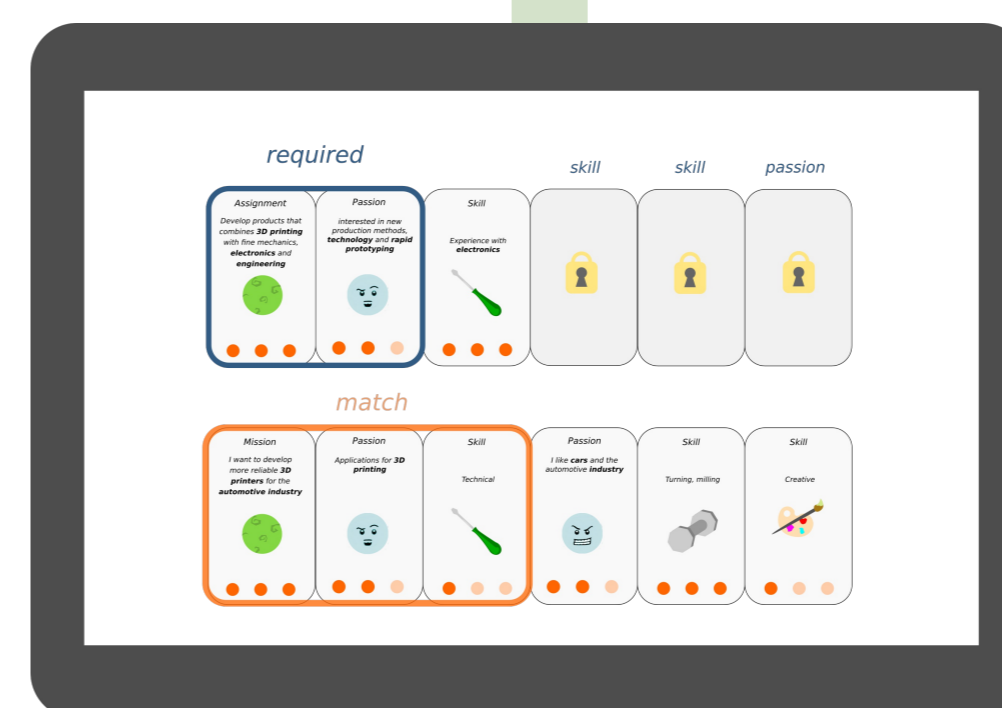 required
skill
skill
passion
Assignment
Develop products that
combines 3D printing
with fine mechanics,
electronics and
engineering
Passion
interested in new
production methods,
technology and rapid
prototyping
Skill
Experience with
electronics
match
Mission
I want to develop
more reliable 3D
printers for the
automotive industry
Passion
Applications for 3D
printing
Skill
Technical
Passion
I like cars and the
automotive industry
Skill
Turning, milling
Skill
Creative